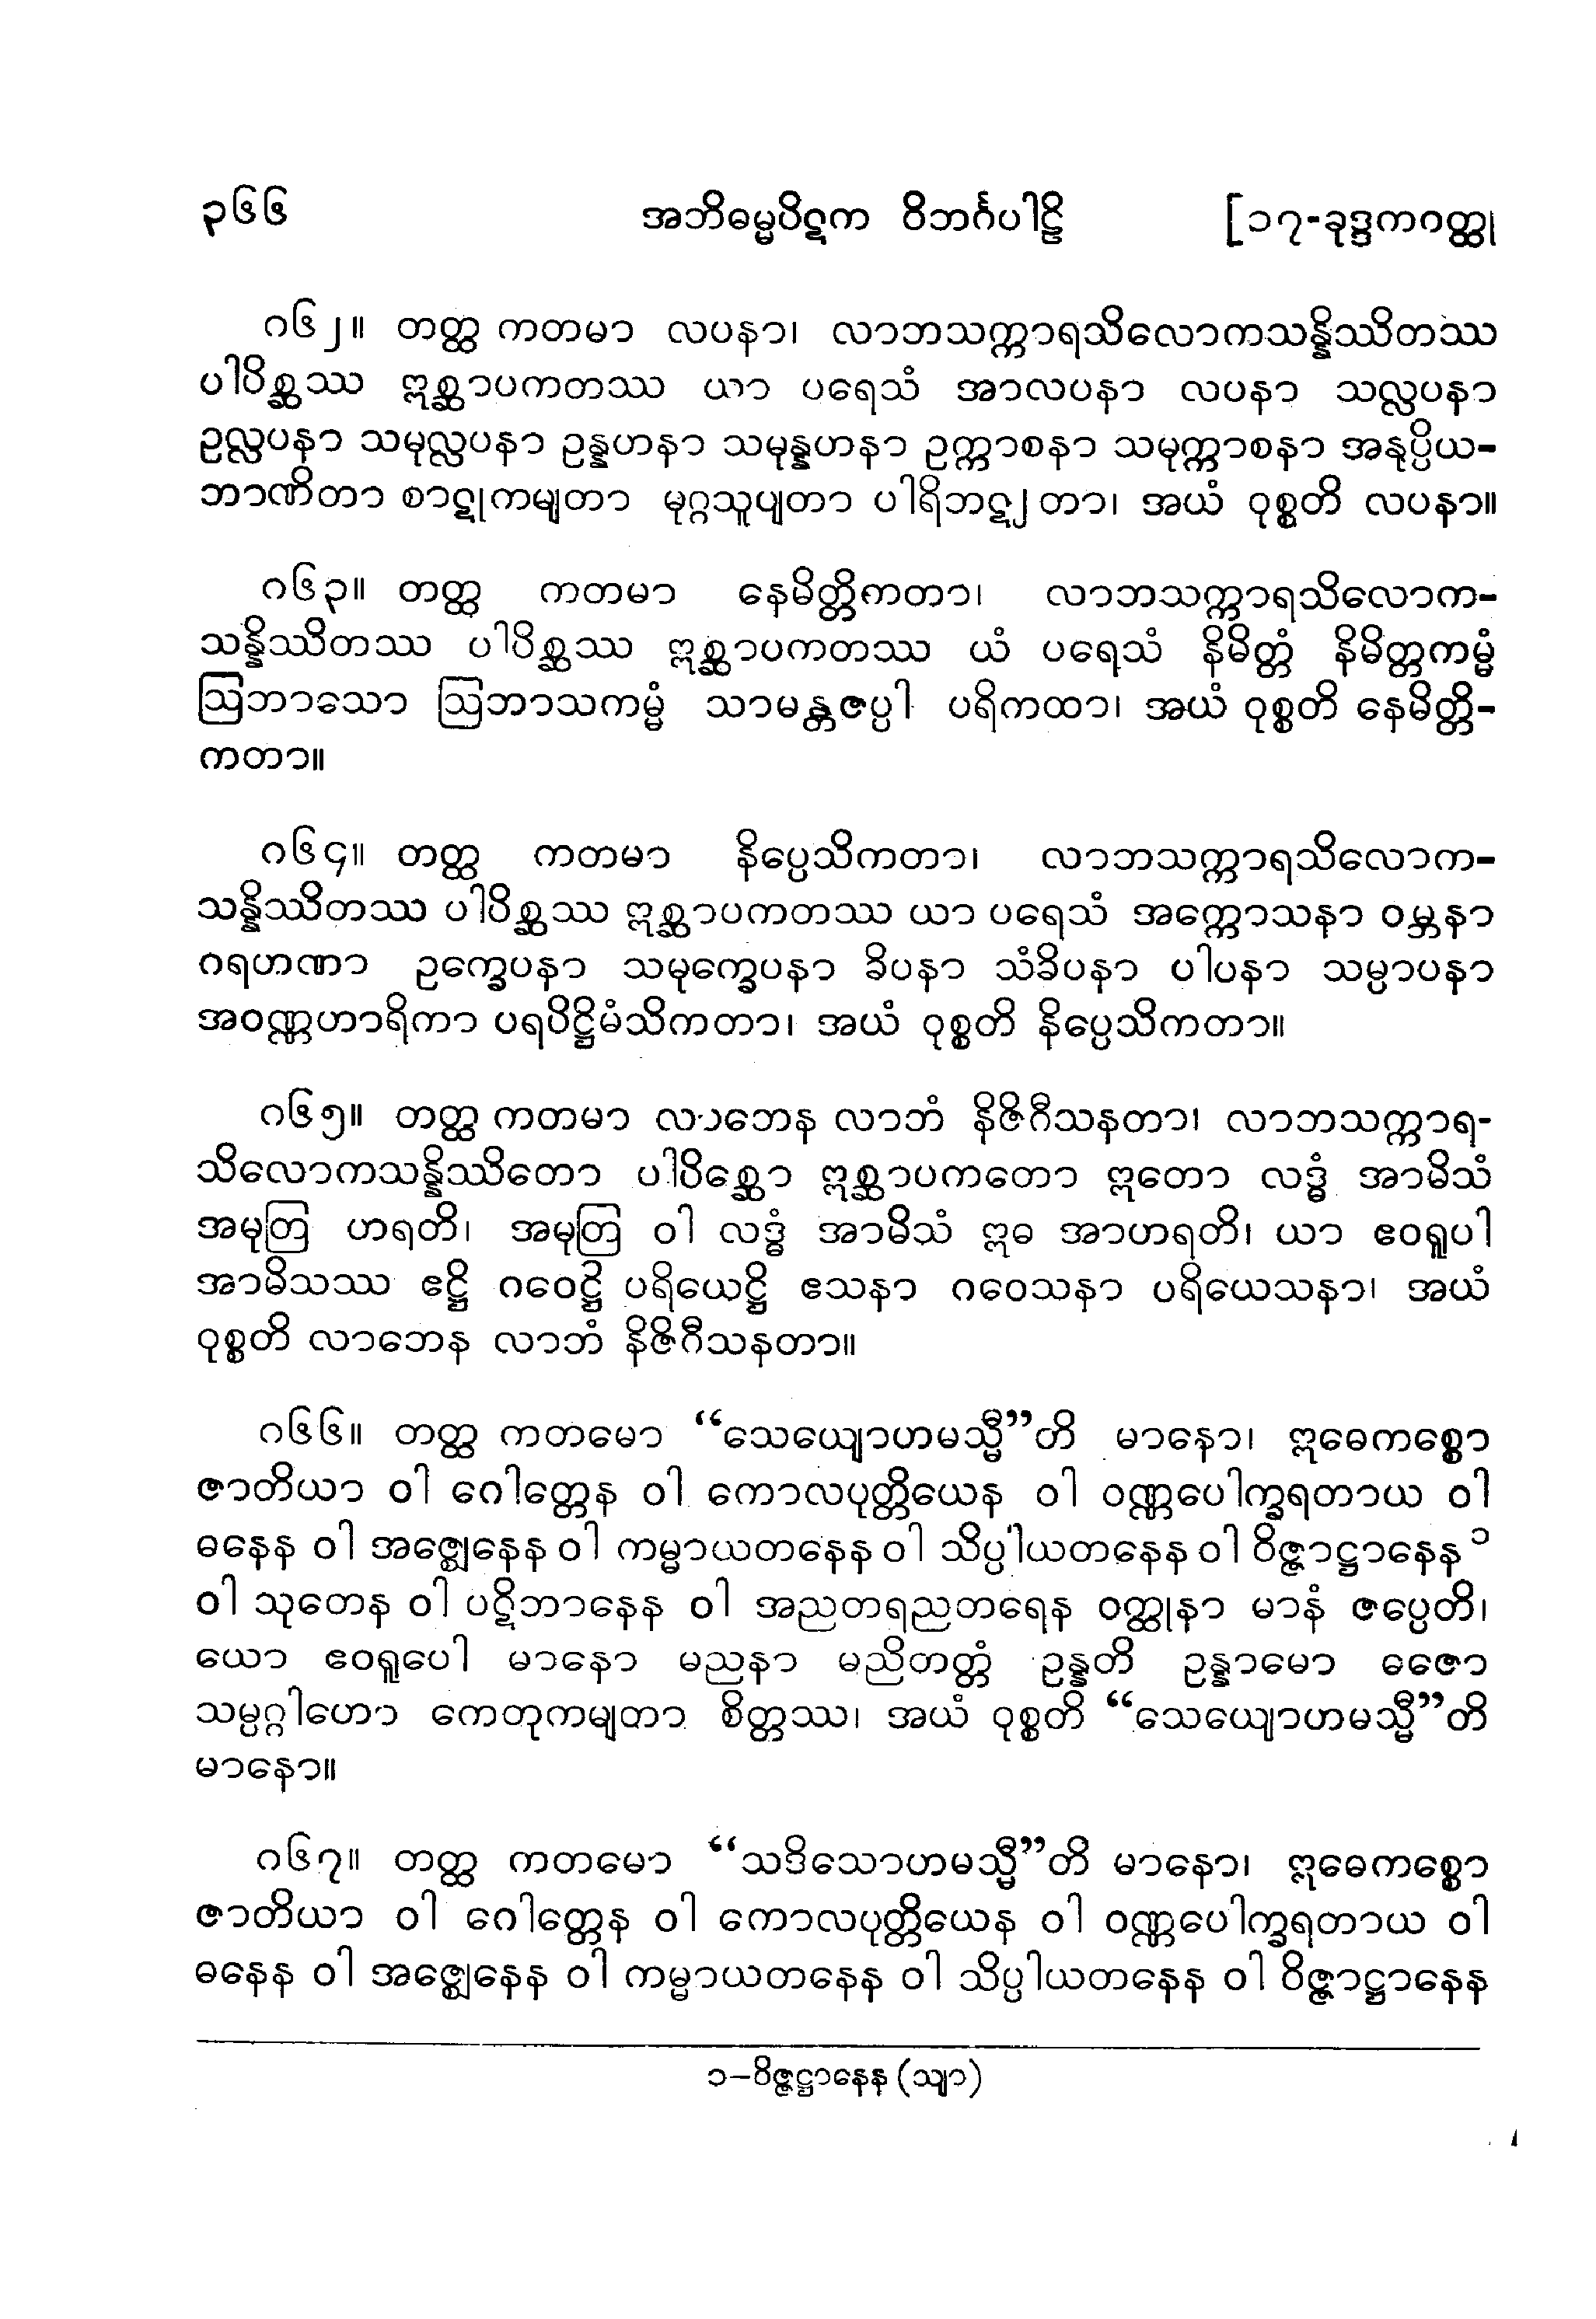 ၃၆၆ အဘိဓမ္မပိဋက ဝိဘင်္ဂပါဠိ [၁၇-ခုဒ္ဒကဝတ္ထု
၈၆၂။ တတ္ထ ကတမာ လပနာ၊ လာဘသက္ကာရသိလောကသန္နိဿိတဿ
ပါပိစ္ဆဿ ဣစ္ဆာပကတဿ ယာ ပရေသံ အာလပနာ လပနာ သလ္လပနာ
ဥလ္လပနာ သမုလ္လပနာ ဥန္နဟနာ သမုန္နဟနာ ဥက္ကာစနာ သမုက္ကာစနာ အနုပ္ပိယ-
ဘာဏိတာ စာဋုကမျတာ မုဂ္ဂသူပျတာ ပါရိဘဋျတာ၊ အယံ ဝုစ္စတိ လပနာ။
၈၆၃။ တတ္ထ ကတမာ နေမိတ္တိကတာ၊ လာဘသက္ကာရသိလောက-
သန္နိဿိတဿ ပါပိစ္ဆဿ ဣစ္ဆာပကတဿ ယံ ပရေသံ နိမိတ္တံ နိမိတ္တကမ္မံ
ဩဘာသော ဩဘာသကမ္မံ သာမန္တဇပ္ပါ ပရိကထာ၊ အယံ ဝုစ္စတိ နေမိတ္တိ-
ကတာ။
၈၆၄။ တတ္ထ ကတမာ နိပ္ပေသိကတာ၊ လာဘသက္ကာရသိလောက-
သန္နိဿိတဿ ပါပိစ္ဆဿ ဣစ္ဆာပကတဿ ယာ ပရေသံ အက္ကောသနာ ဝမ္ဘနာ
ဂရဟဏာ ဥက္ခေပနာ သမုက္ခေပနာ ခိပနာ သံခိပနာ ပါပနာ သမ္ပာပနာ
အဝဏ္ဏဟာရိကာ ပရပိဋ္ဌိမံသိကတာ၊ အယံ ဝုစ္စတိ နိပ္ပေသိကတာ။
၈၆၅။ တတ္ထ ကတမာ လာဘေန လာဘံ နိဇိဂီသနတာ၊ လာဘသက္ကာရ-
သိလောကသန္နိဿိတော ပါပိစ္ဆော ဣစ္ဆာပကတော ဣတော လဒ္ဓံ အာမိသံ
အမုတြ ဟရတိ၊ အမုတြ ဝါ လဒ္ဓံ အာမိသံ ဣဓ အာဟရတိ၊ ယာ ဧဝရူပါ
အာမိသဿ ဧဋ္ဌိ ဂဝေဋ္ဌိ ပရိယေဋ္ဌိ ဧသနာ ဂဝေသနာ ပရိယေသနာ၊ အယံ
ဝုစ္စတိ လာဘေန လာဘံ နိဇိဂီသနတာ။
၈၆၆။ တတ္ထ ကတမော “သေယျောဟမသ္မီ”တိ မာနော၊ ဣဓေကစ္စော
ဇာတိယာ ဝါ ဂေါတ္တေန ဝါ ကောလပုတ္တိယေန ဝါ ဝဏ္ဏပေါက္ခရတာယ ဝါ
ဓနေန ဝါ အဇ္ဈေနေန ဝါ ကမ္မာယတနေန ဝါ သိပ္ပါယတနေန ဝါ ဝိဇ္ဇာဋ္ဌာနေန ၁
ဝါ သုတေန ဝါ ပဋိဘာနေန ဝါ အညတရညတရေန ဝတ္ထုနာ မာနံ ဇပ္ပေတိ၊
ယော ဧဝရူပေါ မာနော မညနာ မညိတတ္တံ ဥန္နတိ ဥန္နာမော ဓဇော
သမ္ပဂ္ဂါဟော ကေတုကမျတာ စိတ္တဿ၊ အယံ ဝုစ္စတိ “သေယျောဟမသ္မီ”တိ
မာနော။
၈၆၇။ တတ္ထ ကတမော “သဒိသောဟမသ္မီ”တိ မာနော၊ ဣဓေကစ္စော
ဇာတိယာ ဝါ ဂေါတ္တေန ဝါ ကောလပုတ္တိယေန ဝါ ဝဏ္ဏပေါက္ခရတာယ ဝါ
ဓနေန ဝါ အဇ္ဈေနေန ဝါ ကမ္မာယတနေန ဝါ သိပ္ပါယတနေန ဝါ ဝိဇ္ဇာဋ္ဌာနေန
၁–ဝိဇ္ဇဋ္ဌာနေန (သျာ)